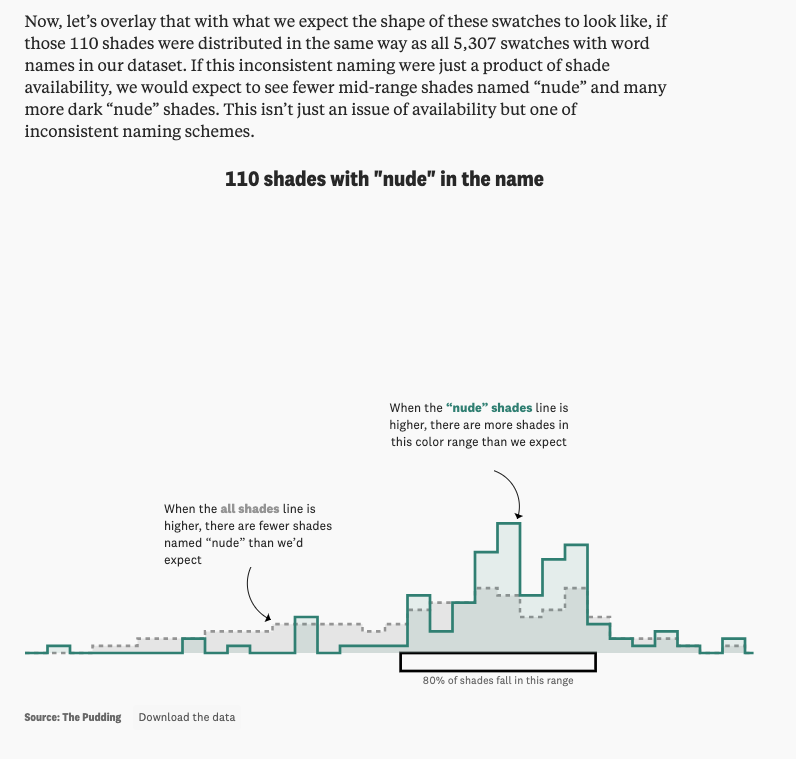 Now, let’s overlay that with what we expect the shape of these swatches to look like, if
those 110 shades were distributed in the same way as all 5,307 swatches with word
names in our dataset. If this inconsistent naming were just a product of shade
availability, we would expect to see fewer mid-range shades named “nude” and many
more dark “nude” shades. This isn’t just an issue of availability but one of
inconsistent naming schemes.
110 shades with "nude" in the name
When the “nude” shades line is
higher, there are more shades in
this color range than we expect
When the all shades line is
higher, there are fewer shades
named “nude” than we’d
expect
80% of shades fall in this range
Source: The Pudding Download the data